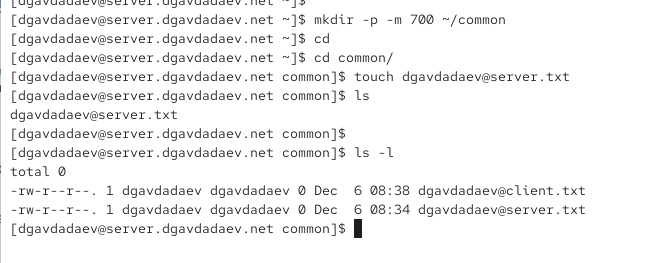 [dgavdadaev@server.dgavdadaev.net ~]$
[dgavdadaev@server.dgavdadaev.net ~]$ mkdir -p -m 700 ~/common
[dgavdadaev@server.dgavdadaev.net ~]$ cd
[dgavdadaev@server.dgavdadaev.net ~]$ cd common/
[dgavdadaev@server.dgavdadaev.net common]$ touch dgavdadaev@server.txt
[dgavdadaev@server.dgavdadaev.net common]$ ls
dgavdadaev@server.txt
[dgavdadaev@server.dgavdadaev.net common]$
[dgavdadaev@server.dgavdadaev.net common]$ ls -l
total 0
-rw-r--r--. 1 dgavdadaev dgavdadaev 0 Dec  6 08:38 dgavdadaev@client.txt
-rw-r--r--. 1 dgavdadaev dgavdadaev 0 Dec  6 08:34 dgavdadaev@server.txt
[dgavdadaev@server.dgavdadaev.net common]$